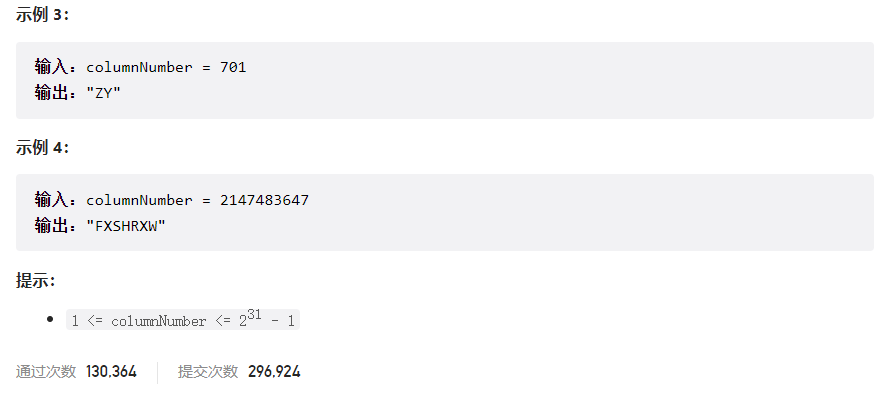 示例 3：
输入：columnNumber = 701
输出："ZY"
示例 4：
输入：columnNumber = 2147483647
输出："FXSHRXW"
提示：
• 1 <= columnNumber <= 2^31 - 1
通过次数 130,364 提交次数 296,924